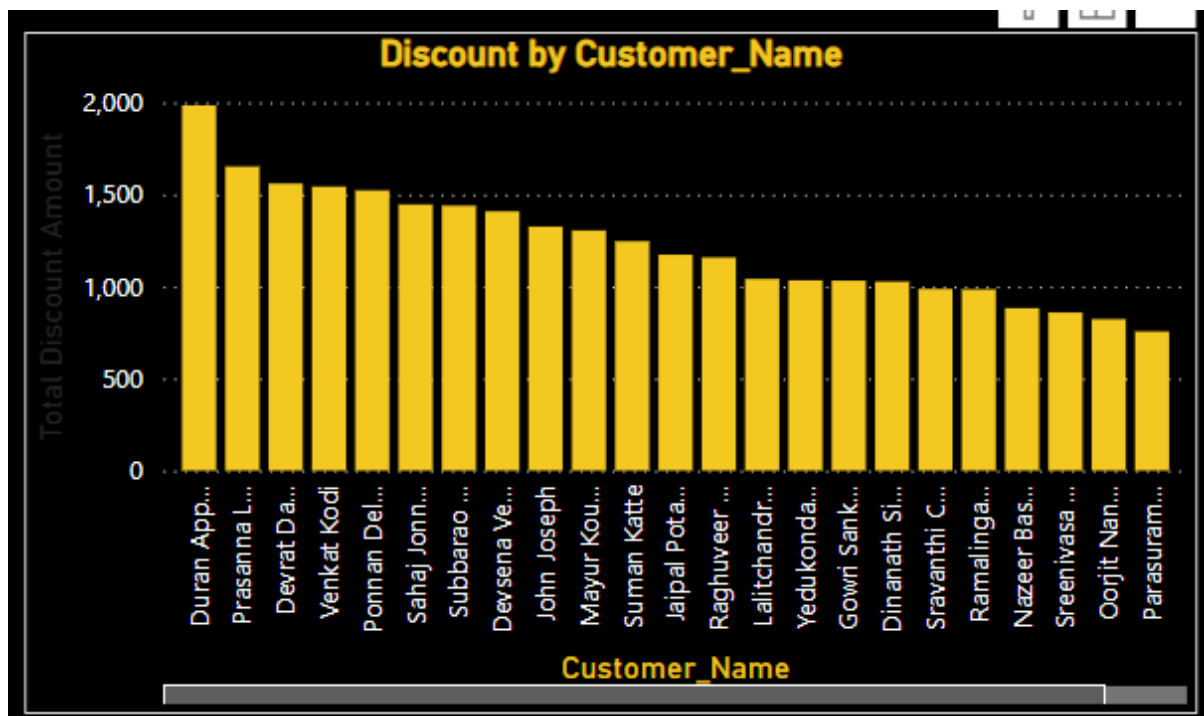 Discount by Customer_Name
Total Discount Amount
2,000
1,500
1,000
500
0
Duran App...
Prasanna L...
Devrat Da...
Venkat Kodi
Ponnan Del...
Sahaj Jonn...
Subbarao ...
Devsena Ve...
John Joseph
Mayur Kou...
Suman Katte
Jaipal Pota...
Raghuveer ...
Lalitchandr...
Yedukonda...
Gowri Sank...
Dinanath Si...
Sravanthi C...
Ramalinga...
Nazeer Bas...
Sreenivasa ...
Oorjit Nan...
Parasuram...
Customer_Name